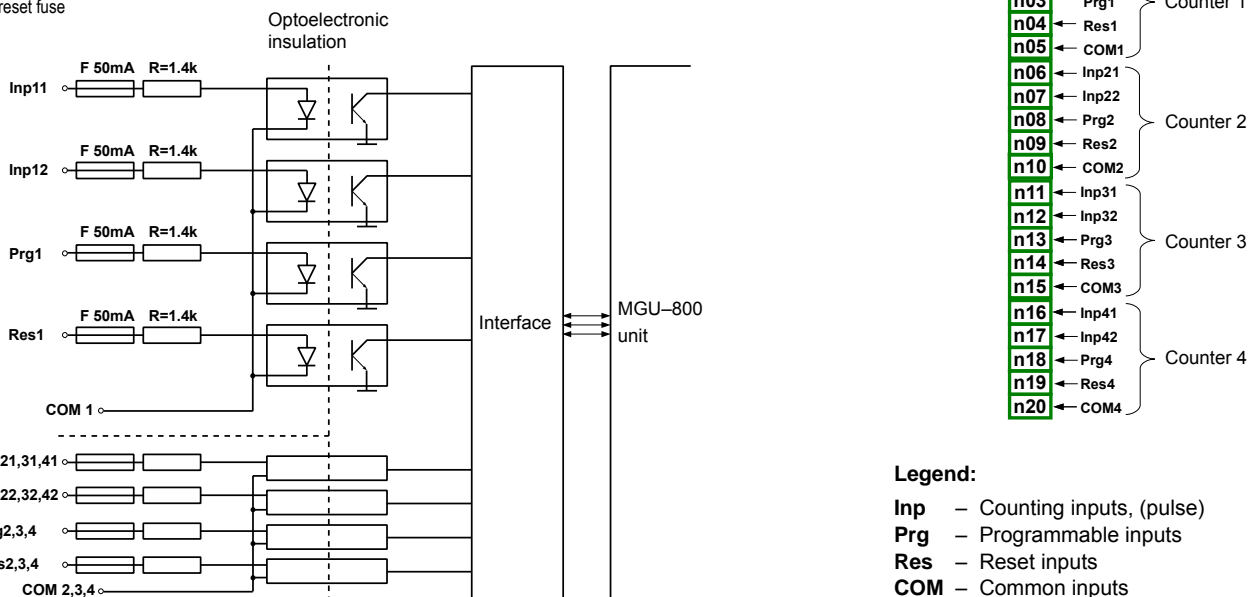 reset fuse
Optoelectronic
insulation
F 50mA R=1.4k
Inp11
F 50mA R=1.4k
Inp12
F 50mA R=1.4k
Prg1
F 50mA R=1.4k
Res1
COM 1
Interface
MGU–800
unit
21,31,41
22,32,42
2,3,4
2,3,4
COM 2,3,4
n03 Prg1
n04 Res1
n05 COM1
Counter 1
n06 Inp21
n07 Inp22
n08 Prg2
n09 Res2
n10 COM2
Counter 2
n11 Inp31
n12 Inp32
n13 Prg3
n14 Res3
n15 COM3
Counter 3
n16 Inp41
n17 Inp42
n18 Prg4
n19 Res4
n20 COM4
Counter 4
Legend:
Inp – Counting inputs, (pulse)
Prg – Programmable inputs
Res – Reset inputs
COM – Common inputs